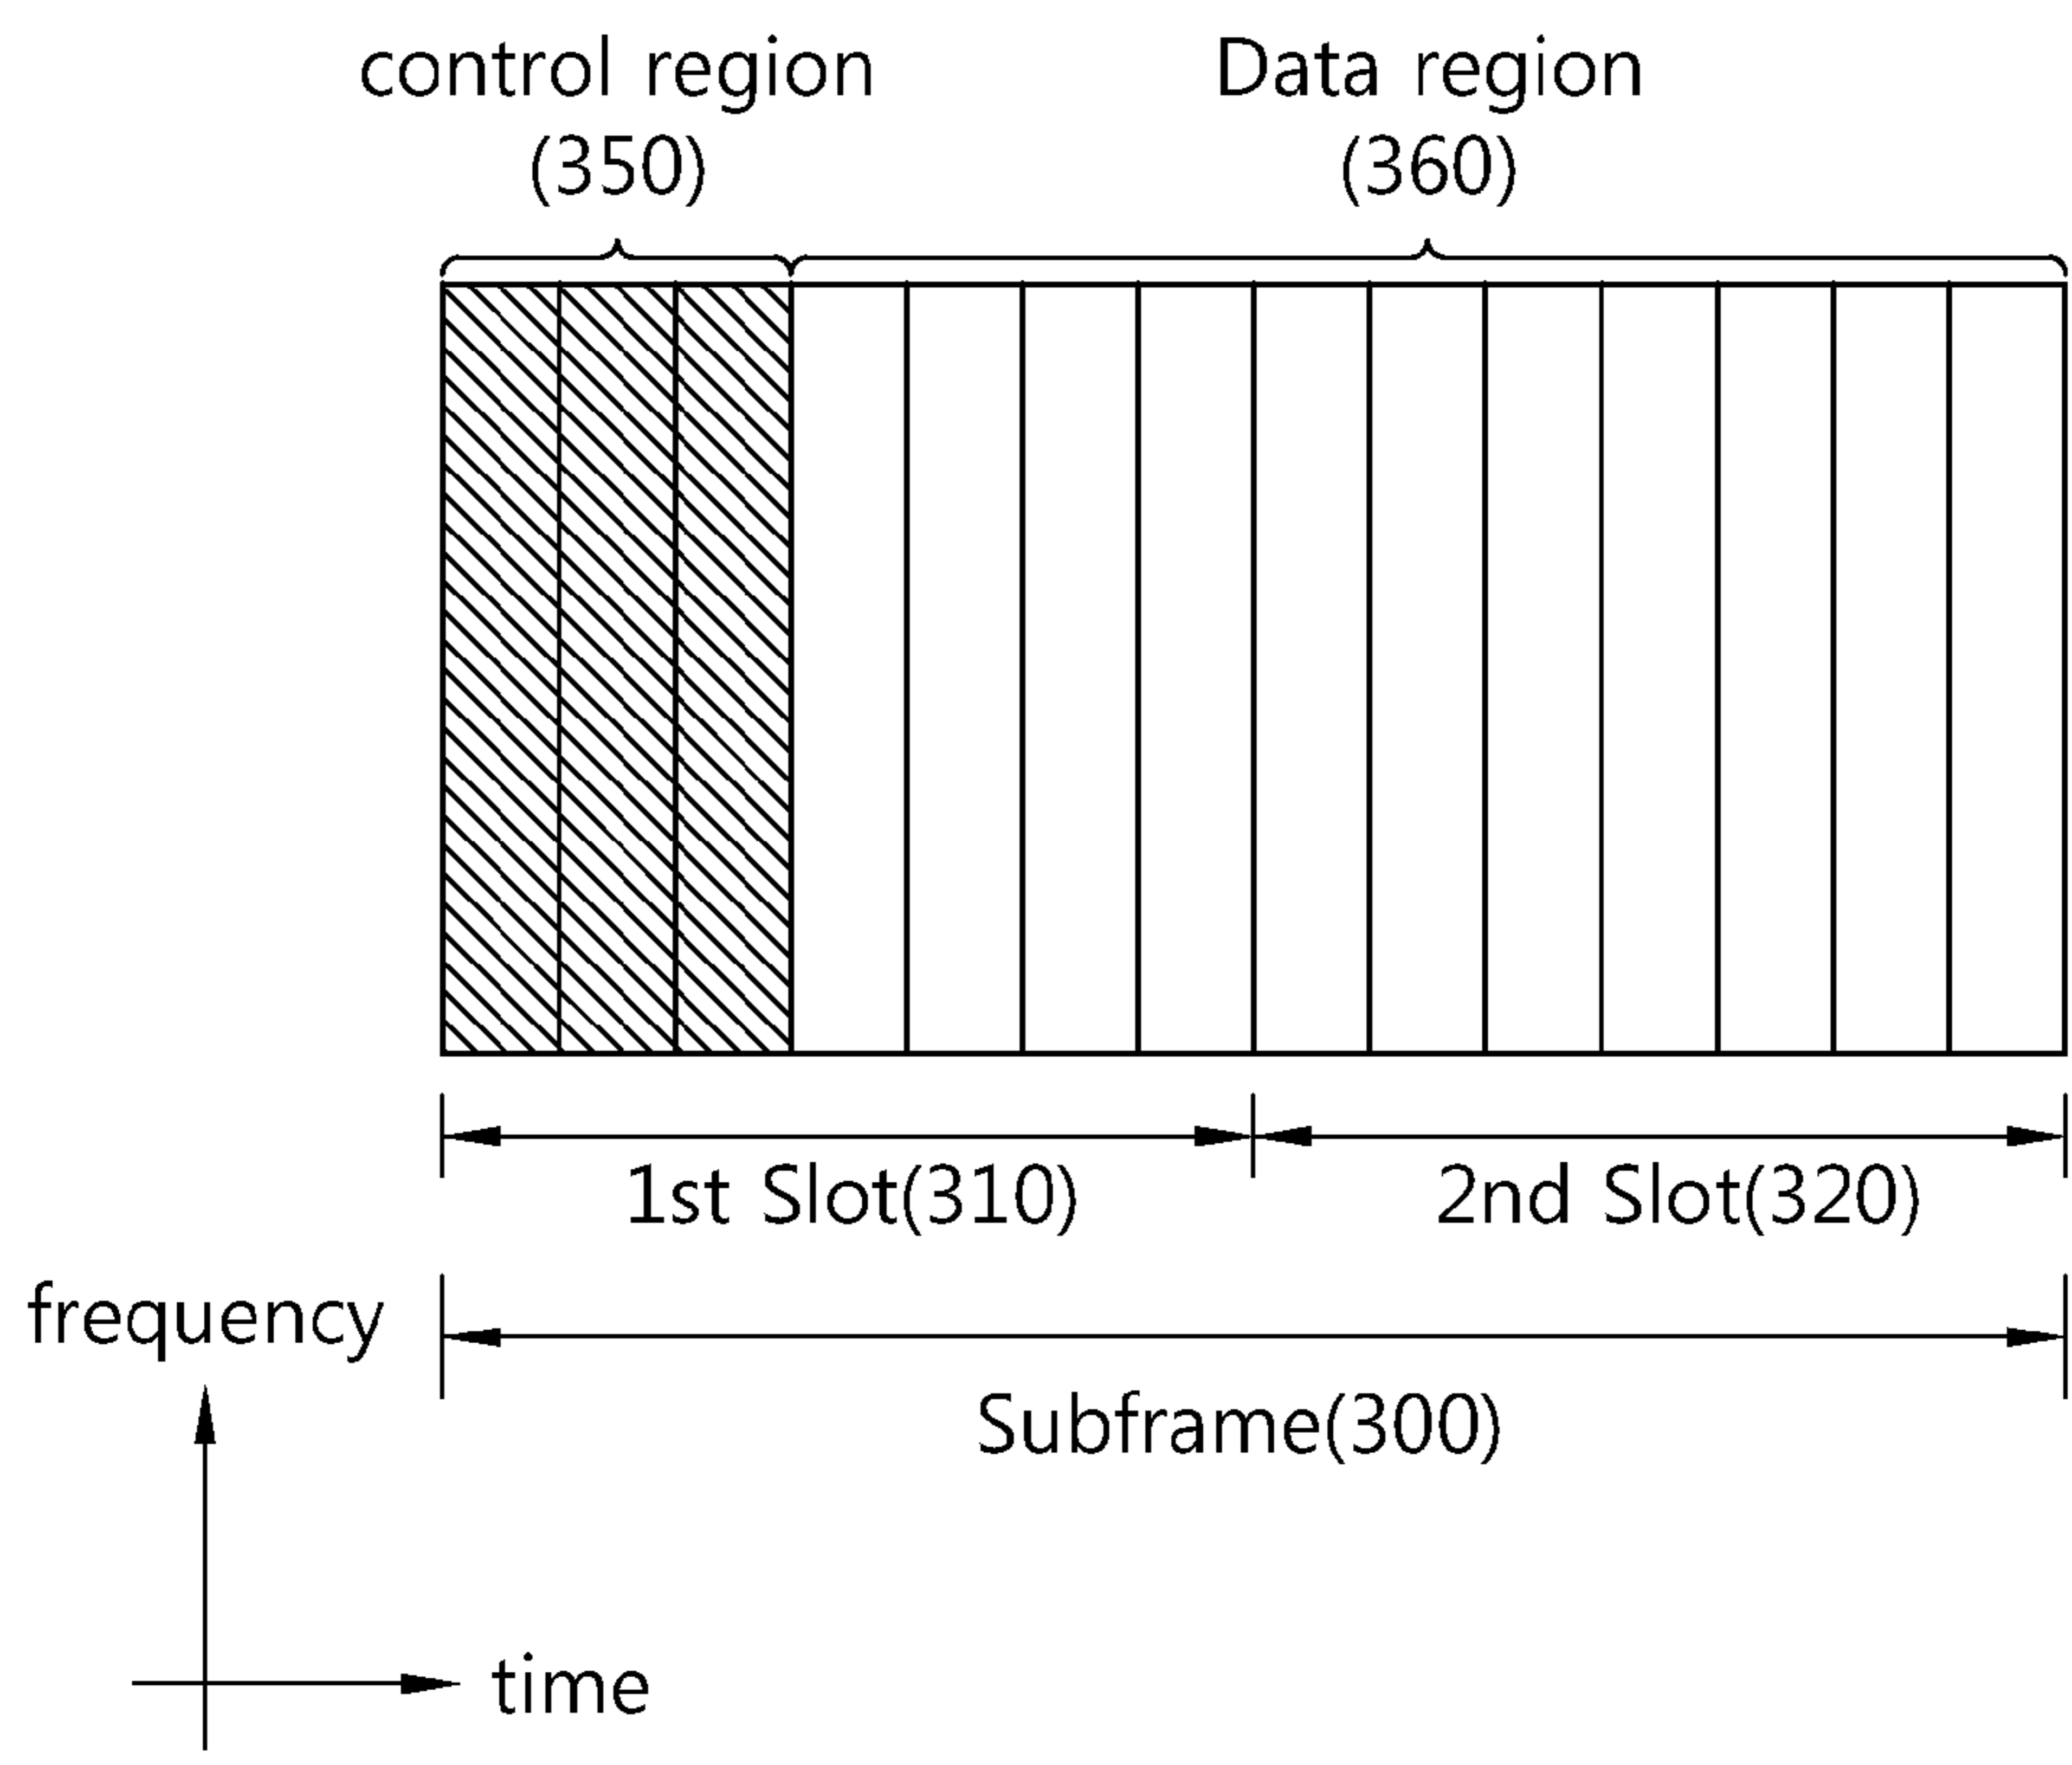 control region
(350)
Data region
(360)
1st Slot(310)
2nd Slot(320)
Subframe(300)
frequency
time